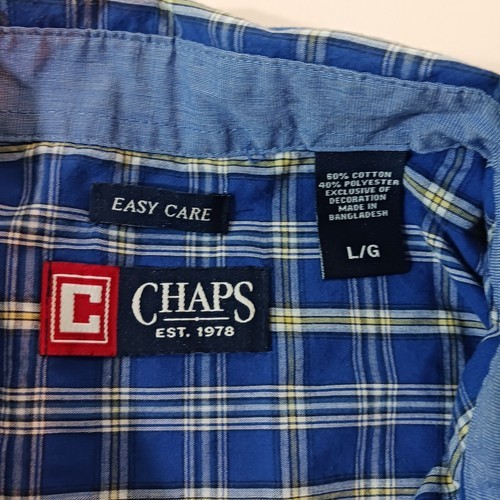 EASY CARE
C CHAPS
EST. 1978
60% COTTON
40% POLYESTER
EXCLUSIVE OF
DECORATION
MADE IN
BANGLADESH
L/G